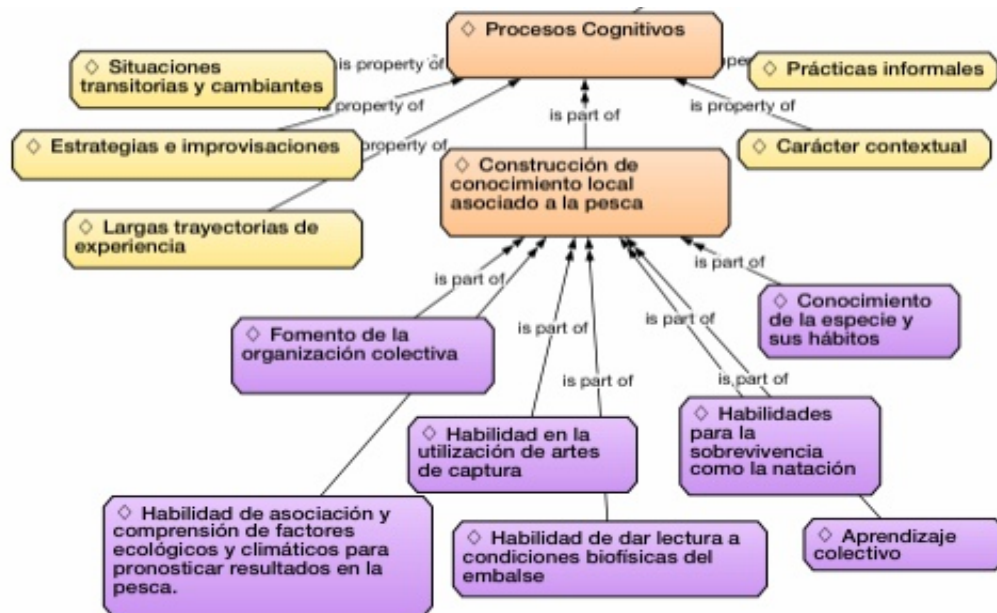 ◇ Procesos Cognitivos
◇ Situaciones
transitorias y cambiantes
is property of
◇ Prácticas informales
is property of
is property of
◇ Estrategias e improvisaciones
property of
is part of
◇ Carácter contextual
◇ Construcción de
conocimiento local
asociado a la pesca
◇ Largas trayectorias de
experiencia
is part of
is part of
is part of
is part of
◇ Conocimiento
de la especie y
sus hábitos
◇ Fomento de la
organización colectiva
is part of
is part of
◇ Habilidad en la
utilización de artes
de captura
◇ Habilidades
para la
sobrevivencia
como la natación
◇ Habilidad de asociación y
comprensión de factores
ecológicos y climáticos para
pronosticar resultados en la
pesca.
◇ Habilidad de dar lectura a
condiciones biofísicas del
embalse
◇ Aprendizaje
colectivo